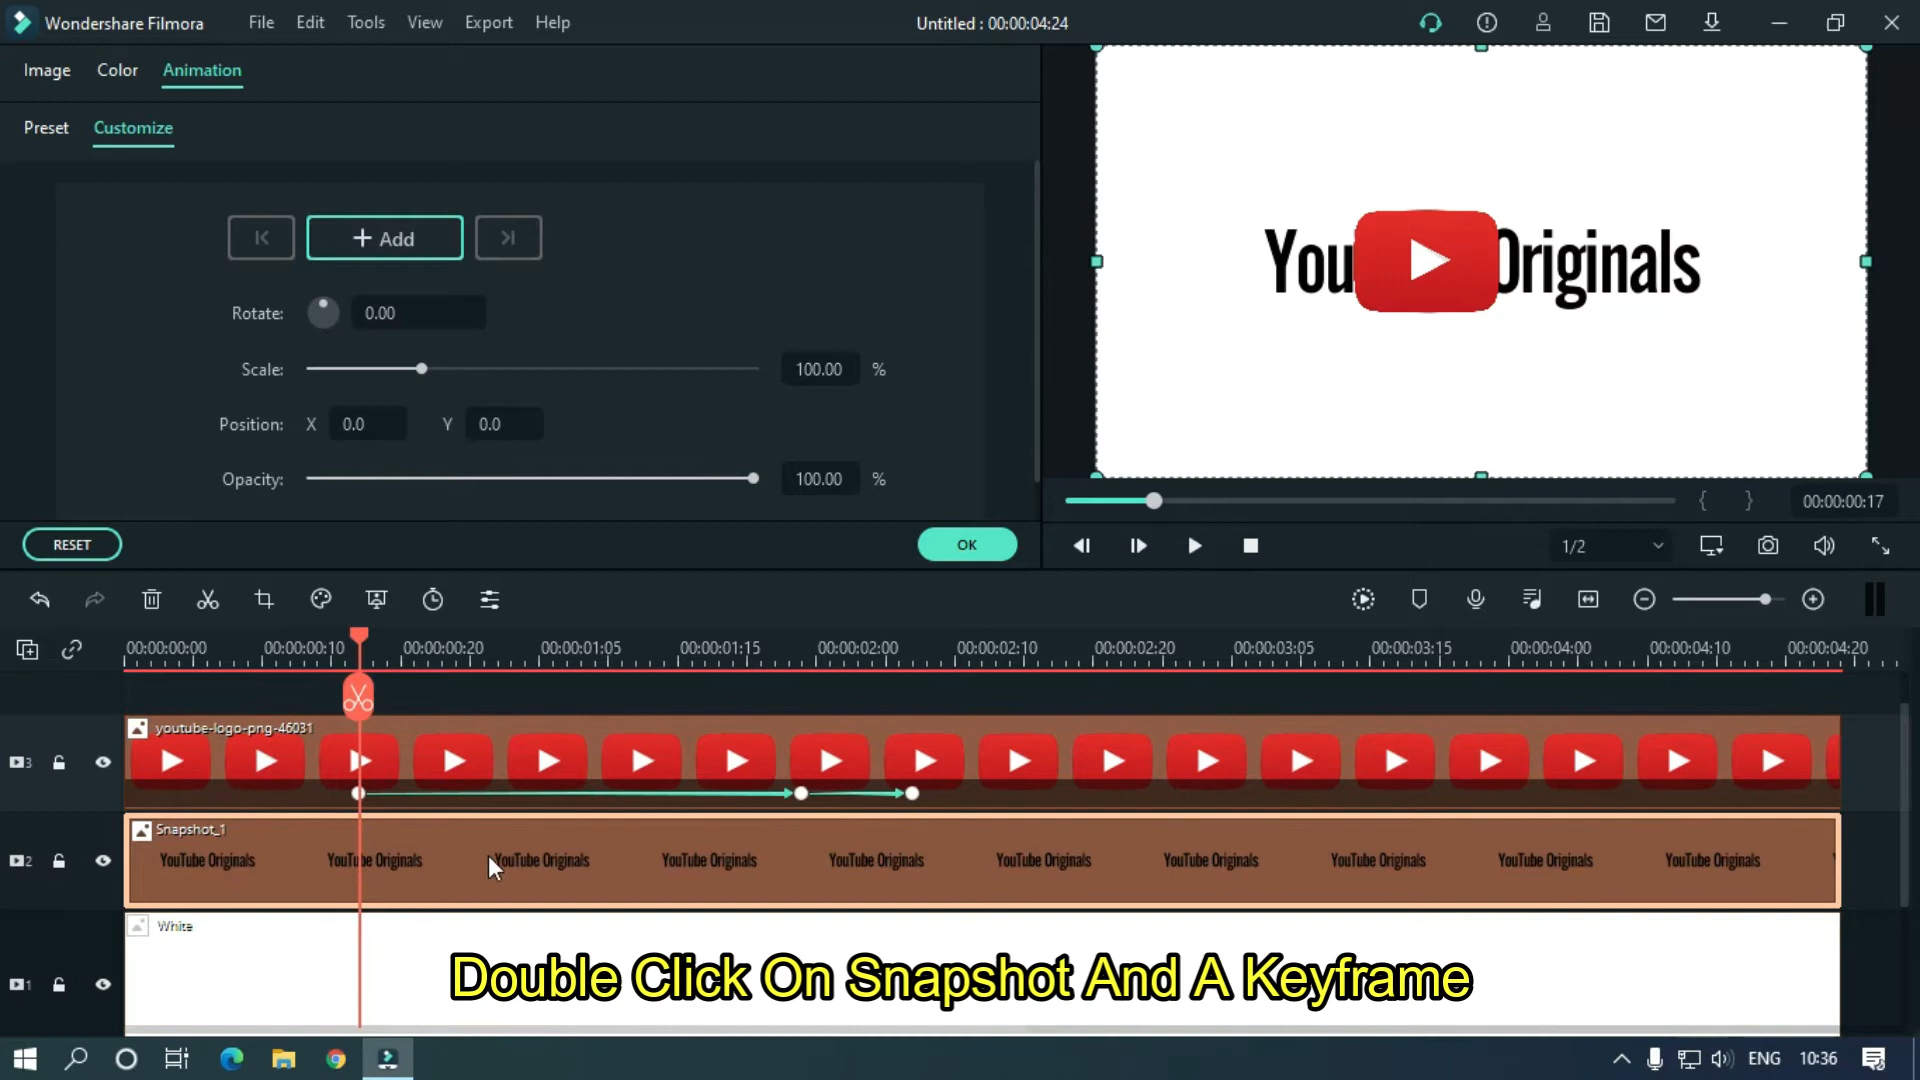 Wondershare Filmora File Edit Tools View Export Help Untitled : 00:00:04:24
Image Color Animation
Preset Customize
+ Add
Rotate: 0.00
Scale: 100.00 %
Position: X 0.0 Y 0.0
Opacity: 100.00 %
RESET OK
You Originals
{ } 00:00:00:17
1/2
00:00:00:00 00:00:00:10 00:00:00:20 00:00:01:05 00:00:01:15 00:00:02:00 00:00:02:10 00:00:02:20 00:00:03:05 00:00:03:15 00:00:04:00 00:00:04:10 00:00:04:20
youtube-logo-png-46031
3
Snapshot_1
2 YouTube Originals YouTube Originals YouTube Originals YouTube Originals YouTube Originals YouTube Originals YouTube Originals YouTube Originals YouTube Originals YouTube Originals
White
1
Double Click On Snapshot And A Keyframe
ENG 10:36